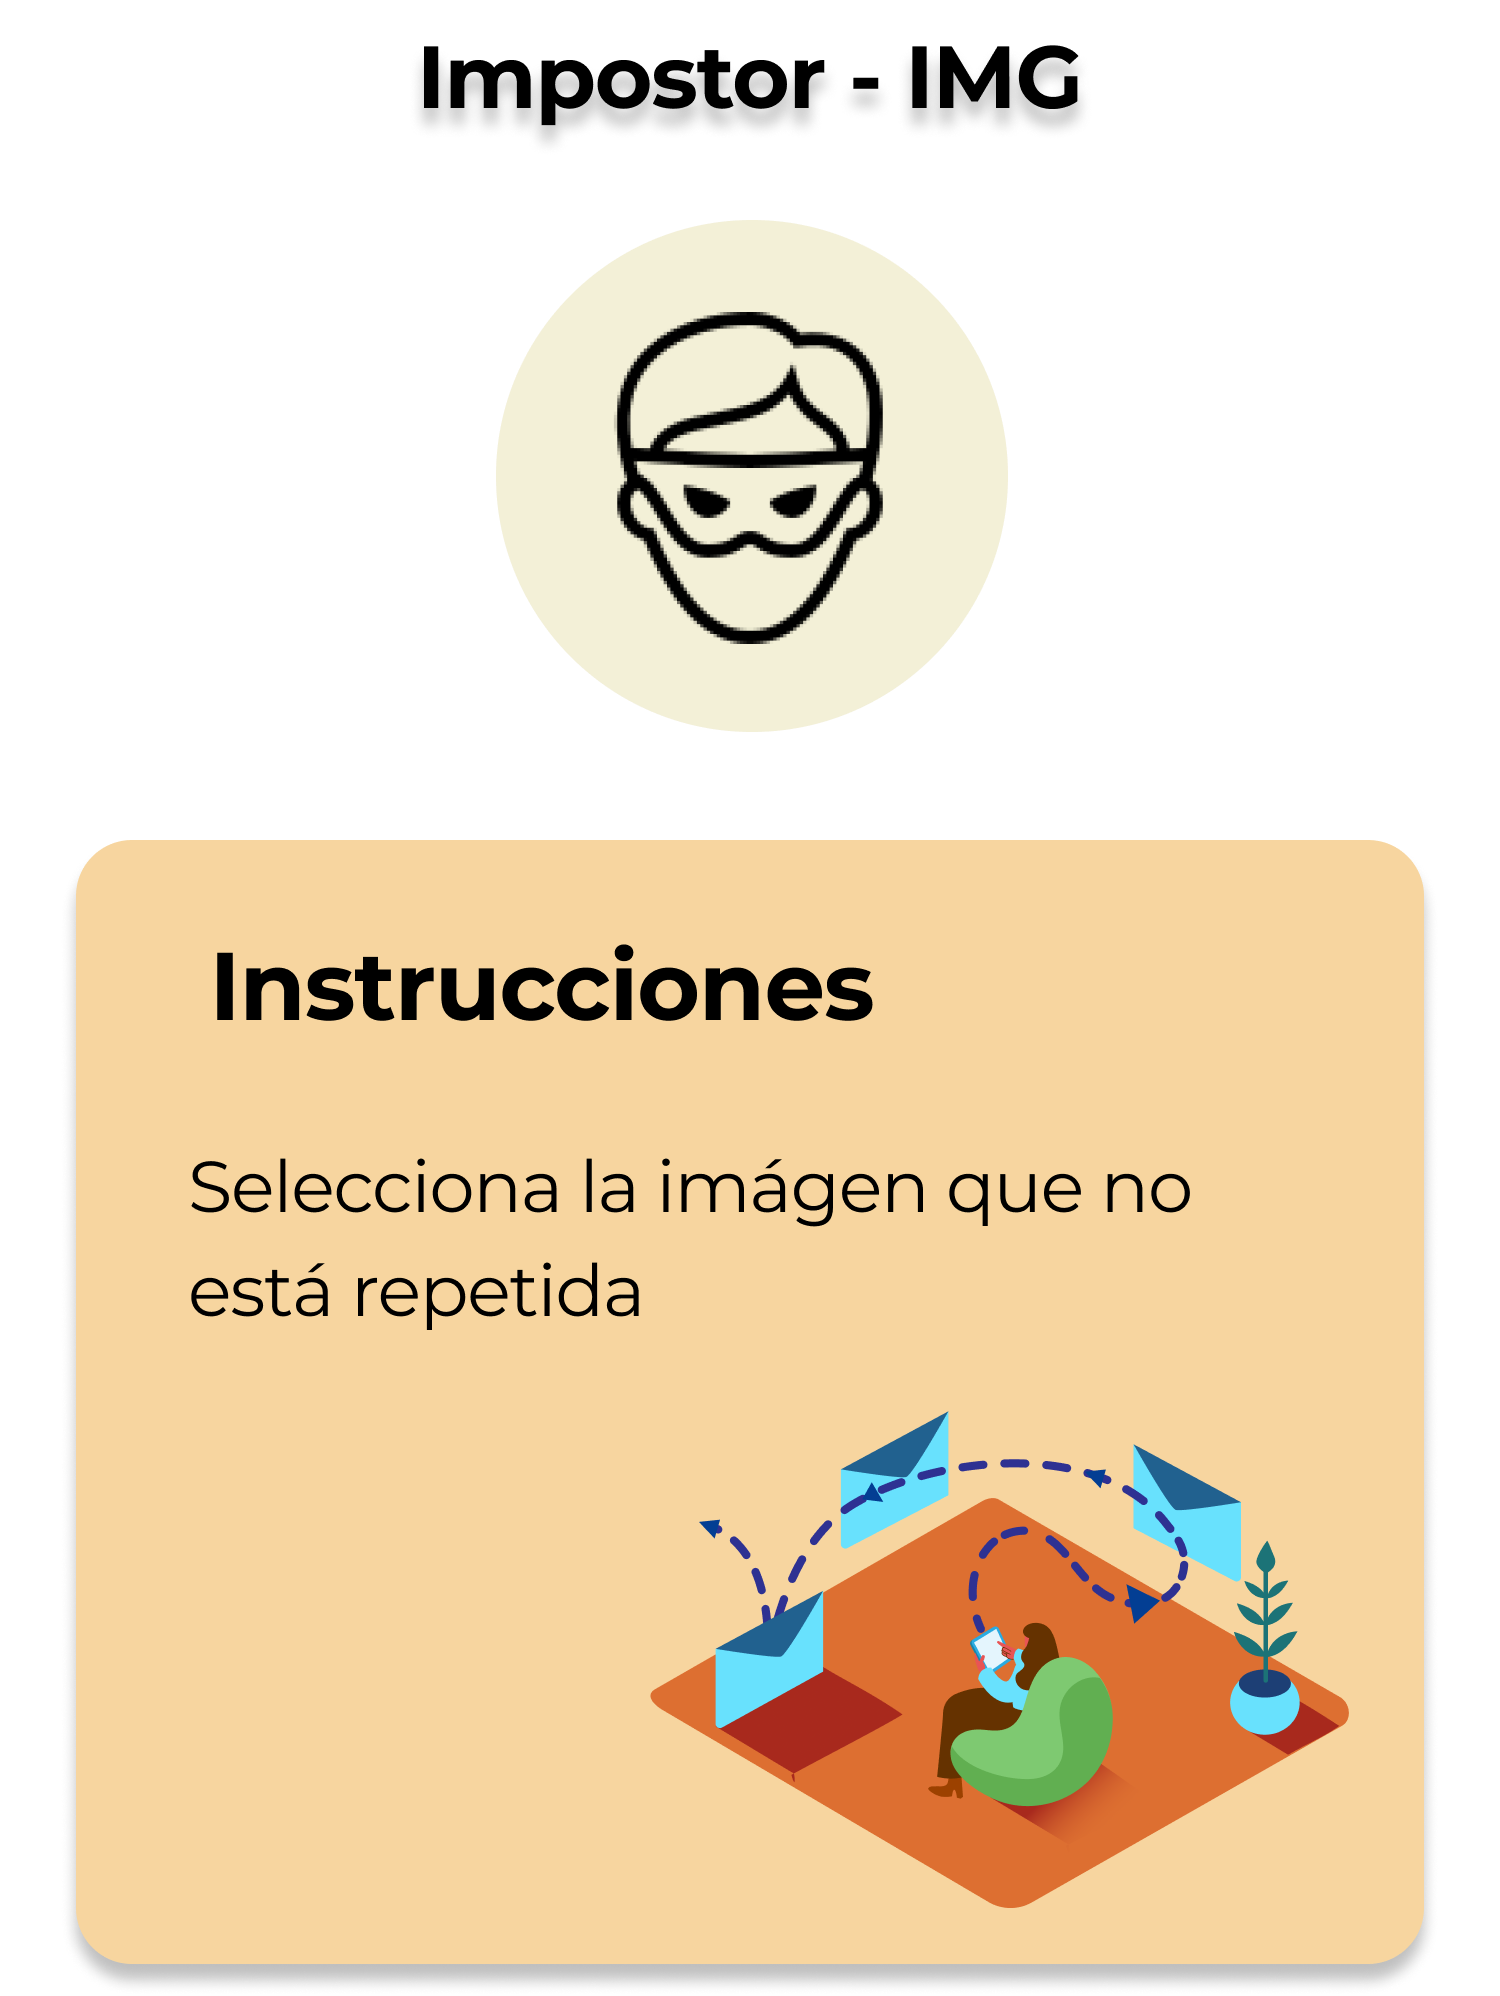 Impostor - IMG
Instrucciones
Selecciona la imágen que no
está repetida